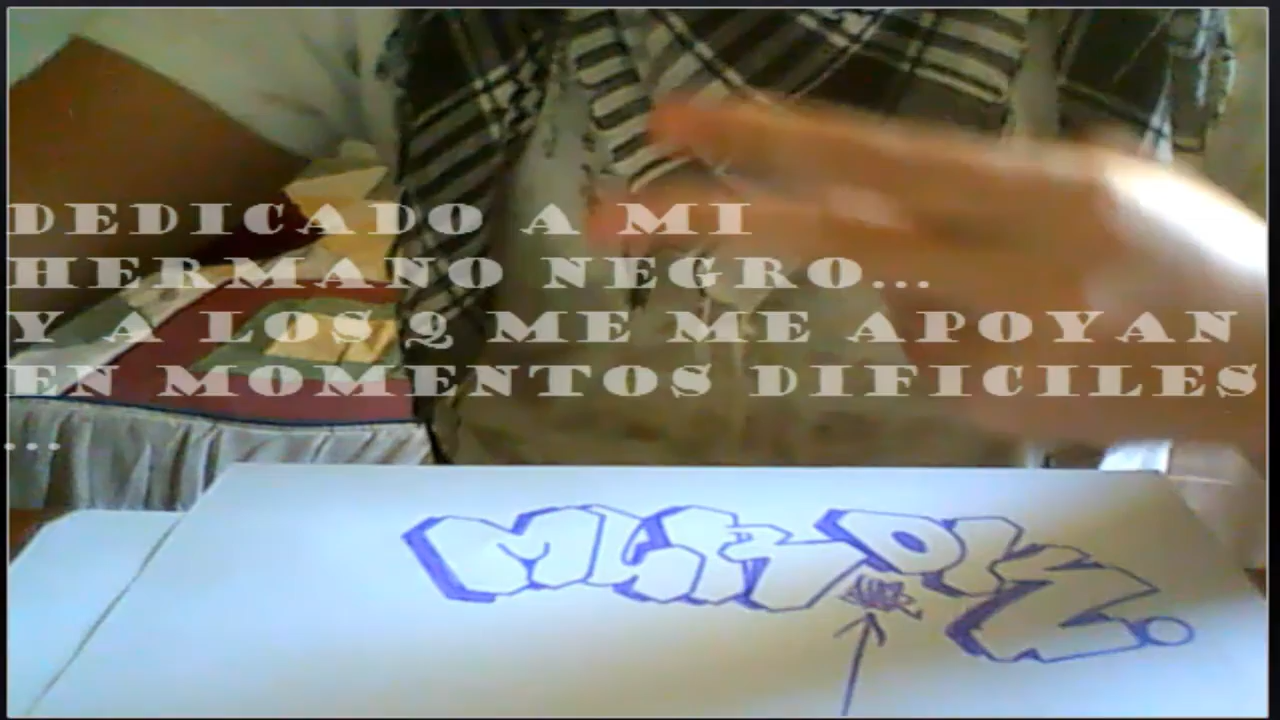 DEDICADO A MI
HERMANO NEGRO...
Y A LOS Q ME ME APOYAN
EN MOMENTOS DIFICILES
...